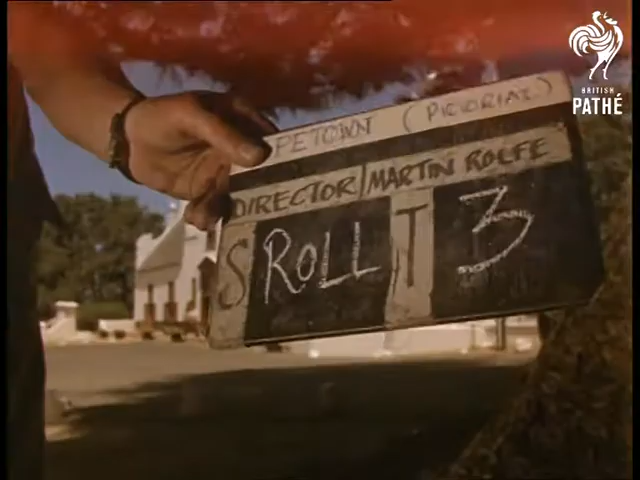 BRITISH
PATHÉ
PETOWN (PICTORIAL)
DIRECTOR/MARTIN ROLFE
S ROLL T 3